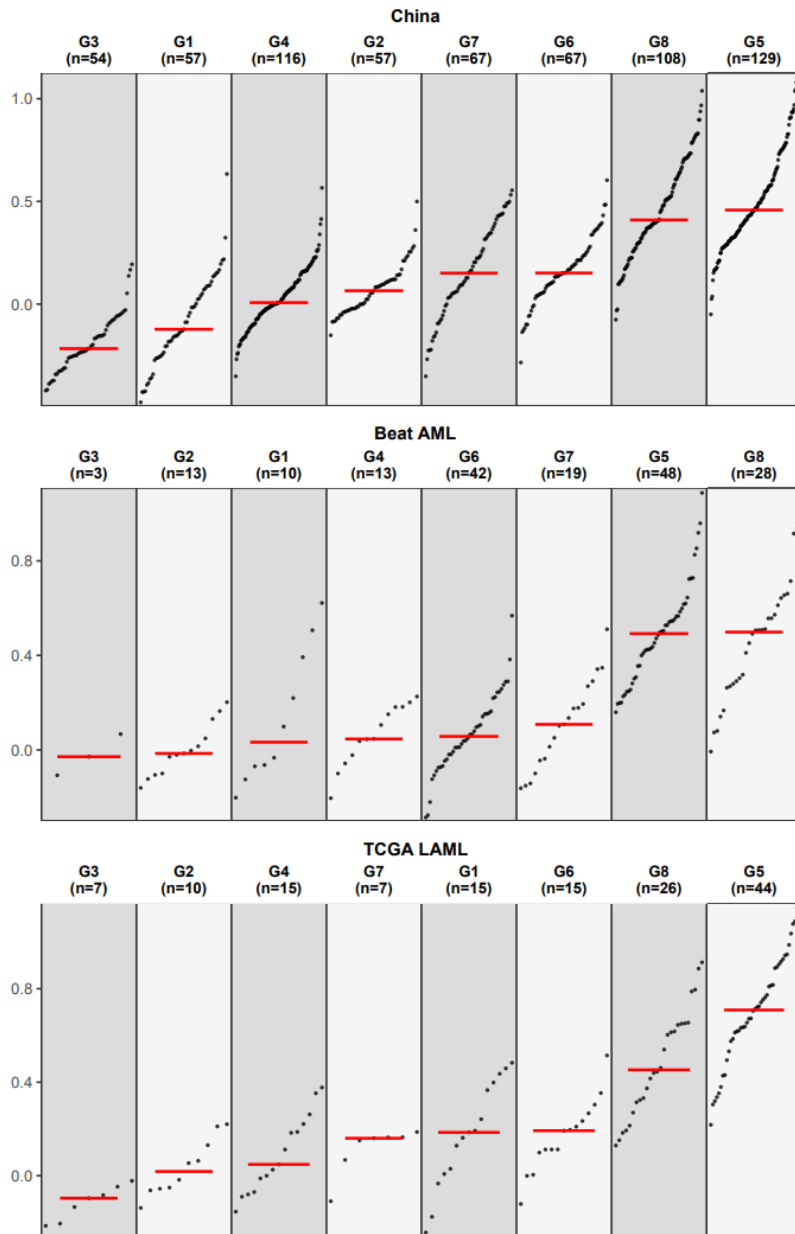 China
G3 G1 G4 G2 G7 G6 G8 G5
(n=54) (n=57) (n=116) (n=57) (n=67) (n=67) (n=108) (n=129)
1.0
0.5
0.0
Beat AML
G3 G2 G1 G4 G6 G7 G5 G8
(n=3) (n=13) (n=10) (n=13) (n=42) (n=19) (n=48) (n=28)
0.8
0.4
0.0
TCGA LAML
G3 G2 G4 G7 G1 G6 G8 G5
(n=7) (n=10) (n=15) (n=7) (n=15) (n=15) (n=26) (n=44)
0.8
0.4
0.0